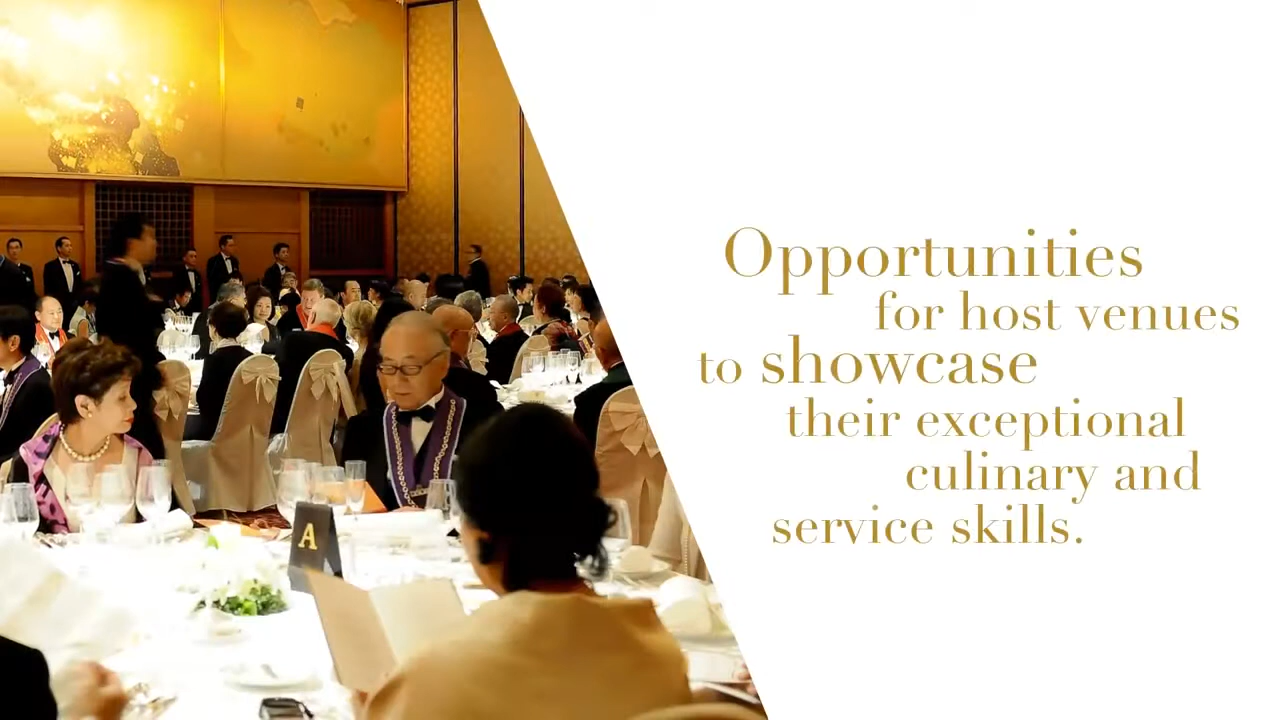 Opportunities
for host venues
to showcase
their exceptional
culinary and
service skills.
A